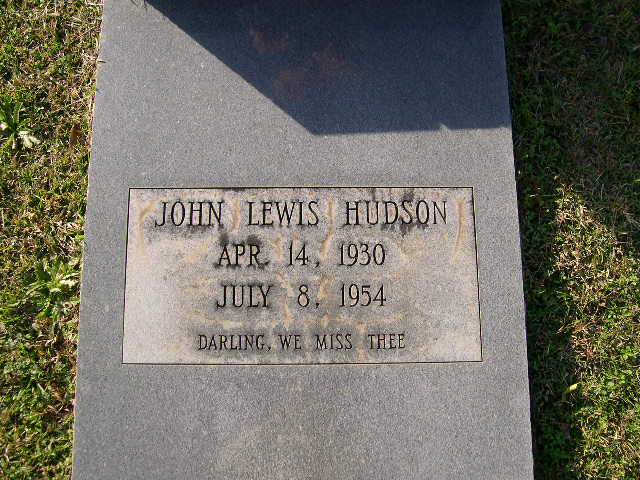 JOHN LEWIS HUDSON
APR. 14, 1930
JULY 8, 1954
DARLING, WE MISS THEE